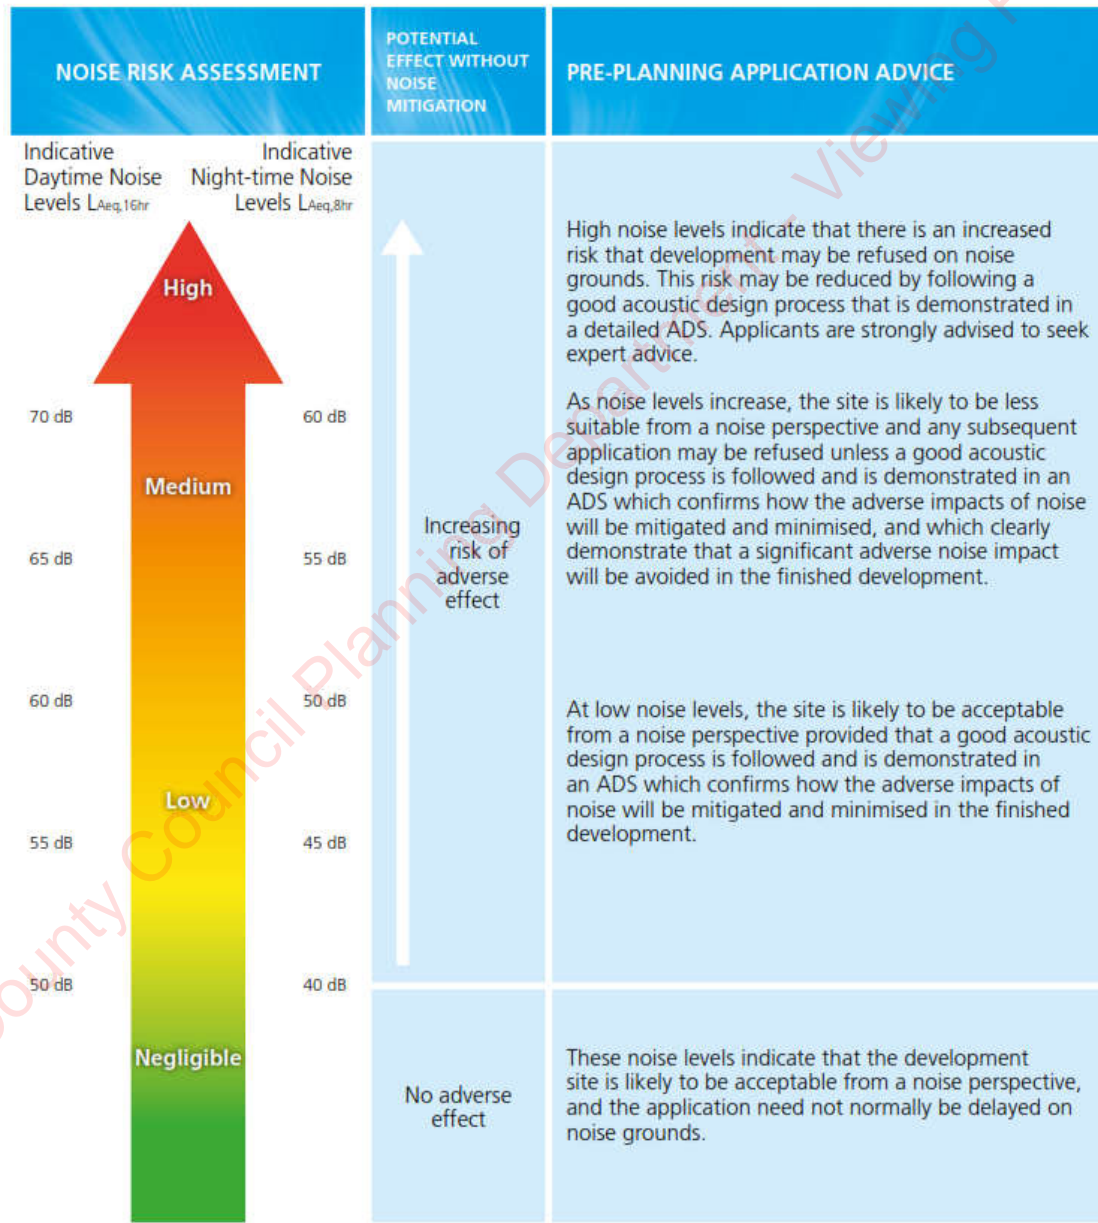 NOISE RISK ASSESSMENT
POTENTIAL
EFFECT WITHOUT
NOISE
MITIGATION
PRE-PLANNING APPLICATION ADVICE
Indicative
Daytime Noise
Levels LAeq,16hr
Indicative
Night-time Noise
Levels LAeq,8hr
High
70 dB
60 dB
Medium
65 dB
55 dB
60 dB
50 dB
Low
55 dB
45 dB
50 dB
40 dB
Negligible
Increasing
risk of
adverse
effect
No adverse
effect
High noise levels indicate that there is an increased
risk that development may be refused on noise
grounds. This risk may be reduced by following a
good acoustic design process that is demonstrated in
a detailed ADS. Applicants are strongly advised to seek
expert advice.
As noise levels increase, the site is likely to be less
suitable from a noise perspective and any subsequent
application may be refused unless a good acoustic
design process is followed and is demonstrated in an
ADS which confirms how the adverse impacts of noise
will be mitigated and minimised, and which clearly
demonstrate that a significant adverse noise impact
will be avoided in the finished development.
At low noise levels, the site is likely to be acceptable
from a noise perspective provided that a good acoustic
design process is followed and is demonstrated in
an ADS which confirms how the adverse impacts of
noise will be mitigated and minimised in the finished
development.
These noise levels indicate that the development
site is likely to be acceptable from a noise perspective,
and the application need not normally be delayed on
noise grounds.
County Council Planning Department - Viewing